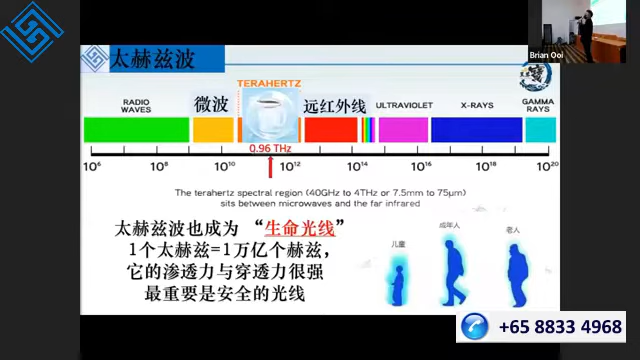 Brian Ooi
太赫兹波
TERAHERTZ
RADIO WAVES
微波
远红外线
ULTRAVIOLET
X-RAYS
GAMMA RAYS
0.96 THz
10⁶ 10⁸ 10¹⁰ 10¹² 10¹⁴ 10¹⁶ 10¹⁸ 10²⁰
The terahertz spectral region (40GHz to 4THz or 7.5mm to 75μm)
sits between microwaves and the far infrared
太赫兹波也成为 “生命光线”
1个太赫兹=1万亿个赫兹,
它的渗透力与穿透力很强
最重要是安全的光线
儿童
成年人
老人
+65 8833 4968